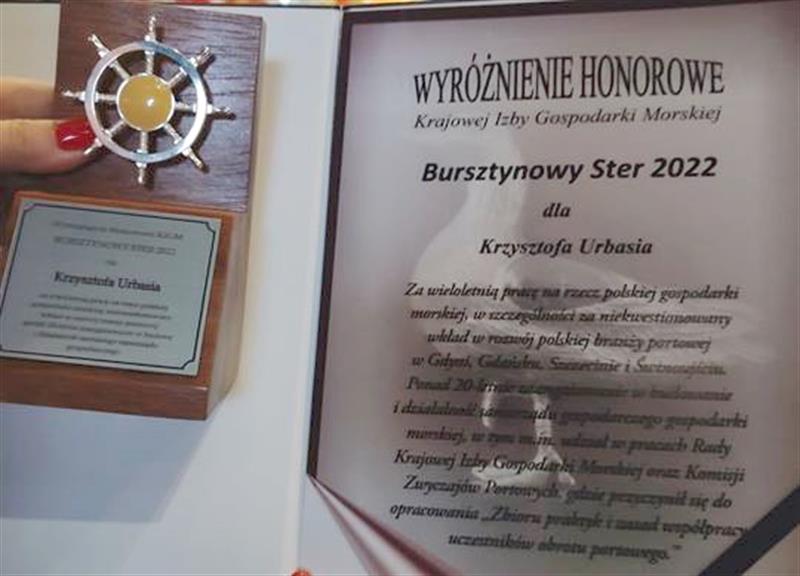 BURSZTYNOWY STER 2022
Krzysztofa Urbasia
WYRÓŻNIENIE HONOROWE
Krajowej Izby Gospodarki Morskiej
Bursztynowy Ster 2022
dla
Krzysztofa Urbasia
Za wieloletnią pracę na rzecz polskiej gospodarki
morskiej, w szczególności za niekwestionowany
wkład w rozwój polskiej branży portowej
w Gdyni, Gdańsku, Szczecinie i Świnoujściu.
Ponad 20-letnie zaangażowanie w budowanie
i działalność samorządu gospodarczego gospodarki
morskiej, w tym m.in. udział w pracach Rady
Krajowej Izby Gospodarki Morskiej oraz Komisji
Zwyczajów Portowych, gdzie przyczynił się do
opracowania „Zbioru praktyk i zasad współpracy
uczestników obrotu portowego."